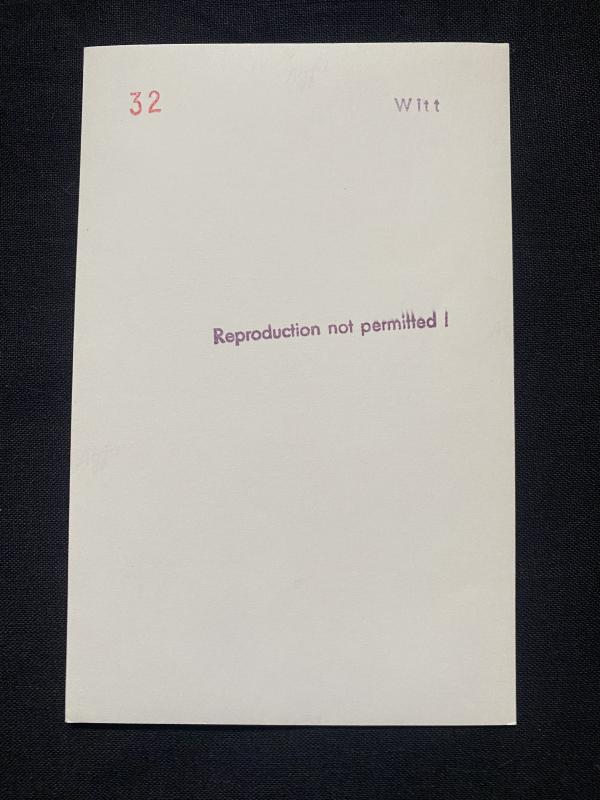 32 Witt
Reproduction not permitted !